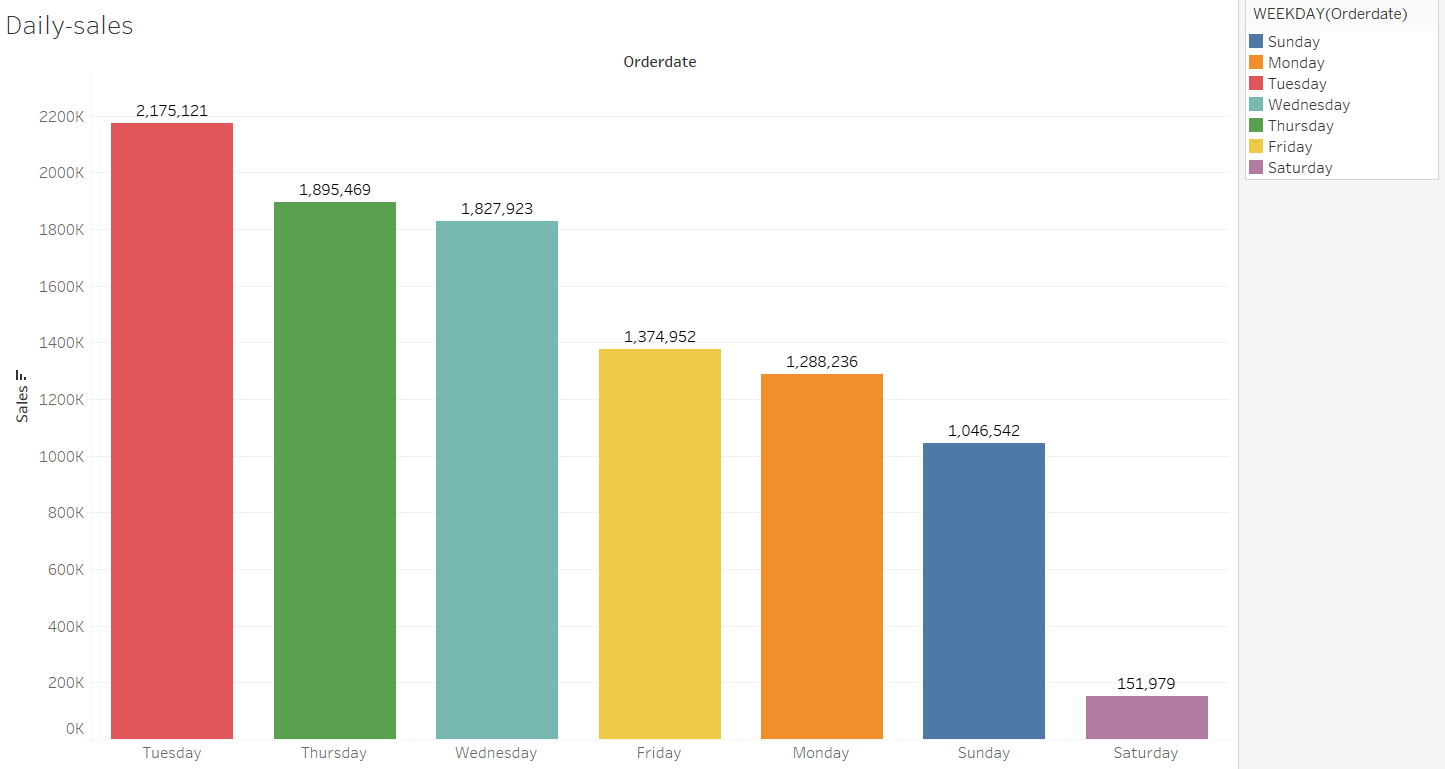 Daily-sales
Orderdate
2200K
2000K
1800K
1600K
1400K
1200K
1000K
800K
600K
400K
200K
0K
Sales
2,175,121
1,895,469
1,827,923
1,374,952
1,288,236
1,046,542
151,979
Tuesday
Thursday
Wednesday
Friday
Monday
Sunday
Saturday
WEEKDAY(Orderdate)
Sunday
Monday
Tuesday
Wednesday
Thursday
Friday
Saturday